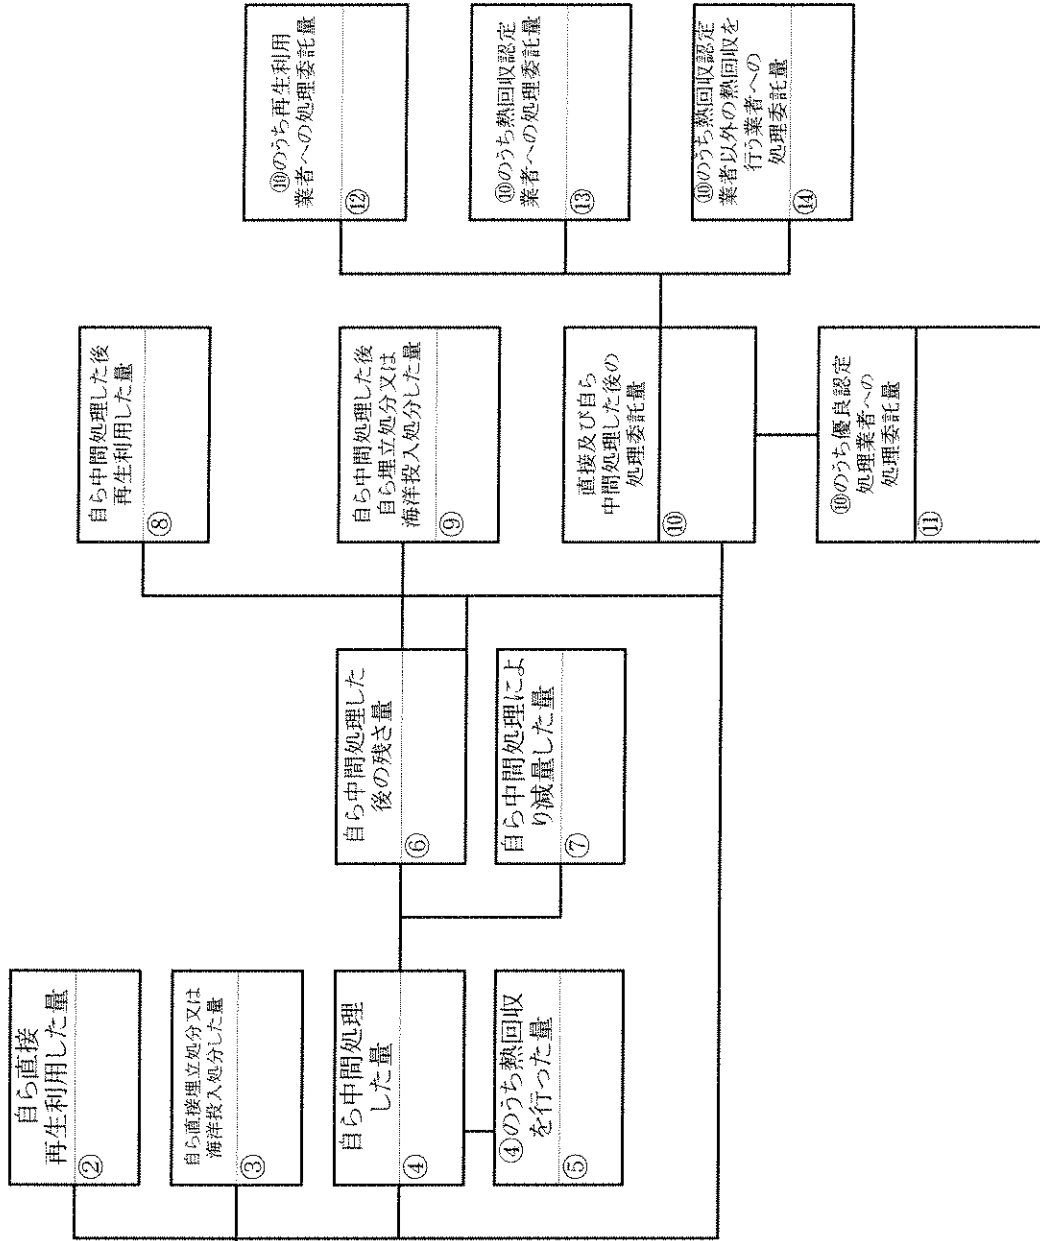 自ら直接
再生利用した量
②
自ら直接埋立処分又は
海洋投入処分した量
③
自ら中間処理
した量
④
④のうち熱回収
を行った量
⑤
自ら中間処理した
後の残さ量
⑥
自ら中間処理によ
り減量した量
⑦
自ら中間処理した後
再生利用した量
⑧
自ら中間処理した後
自ら埋立処分又は
海洋投入処分した量
⑨
直接及び自ら
中間処理した後の
処理委託量
⑩
⑩のうち優良認定
処理業者への
処理委託量
⑪
⑩のうち再生利用
業者への処理委託量
⑫
⑩のうち熱回収認定
業者への処理委託量
⑬
⑩のうち熱回収認定
業者以外の熱回収を
行う業者への
処理委託量
⑭